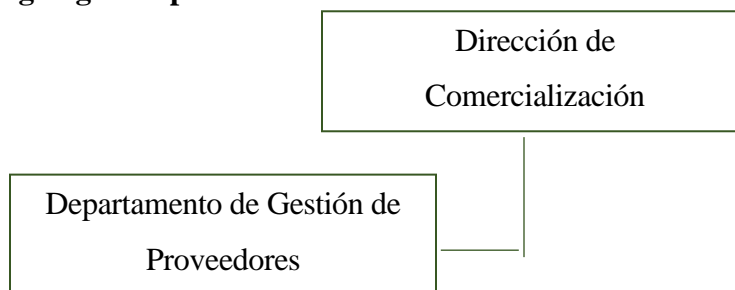 Dirección de
Comercialización
Departamento de Gestión de
Proveedores